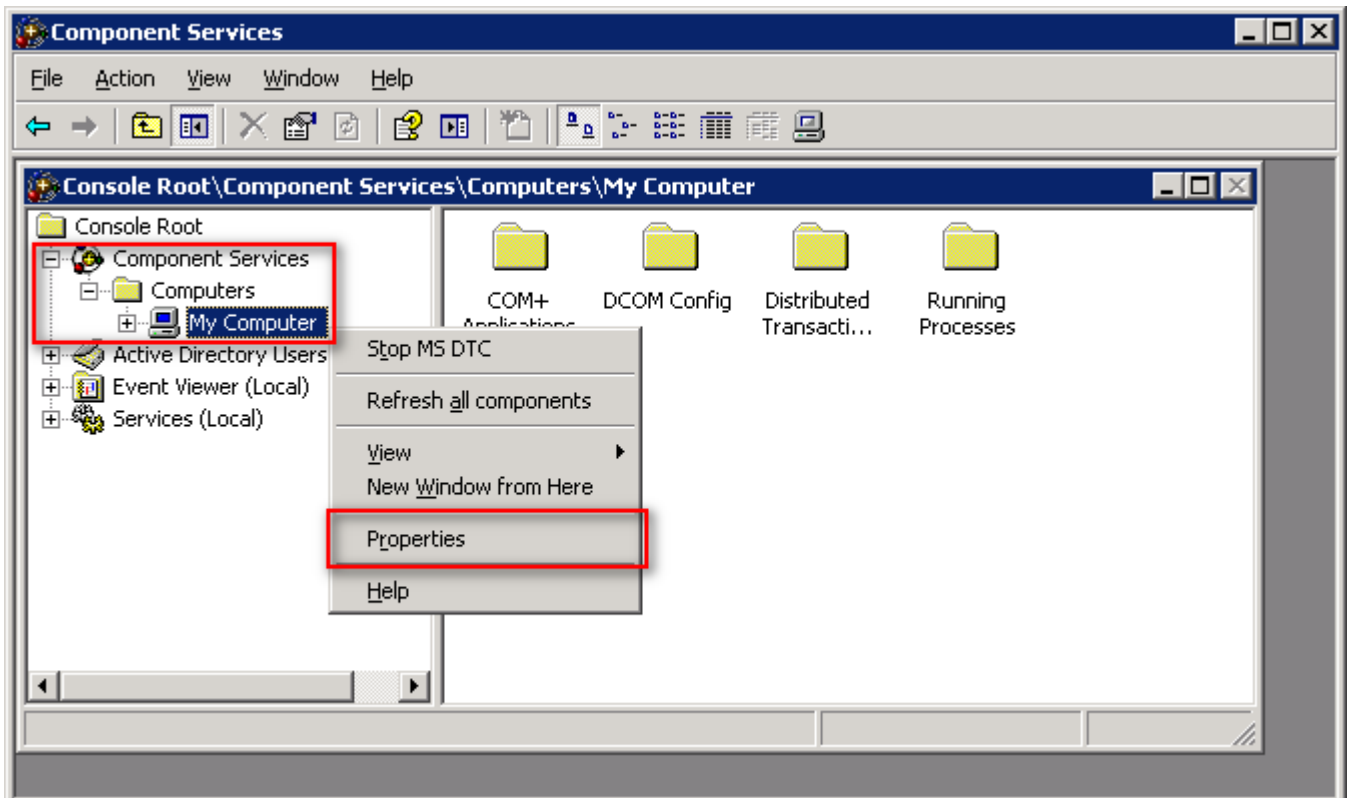 Component Services
File Action View Window Help
Console Root\Component Services\Computers\My Computer
Console Root
Component Services
Computers
My Computer
Active Directory Users
Event Viewer (Local)
Services (Local)
COM+
Applications
DCOM Config
Distributed
Transacti...
Running
Processes
Stop MS DTC
Refresh all components
View
New Window from Here
Properties
Help